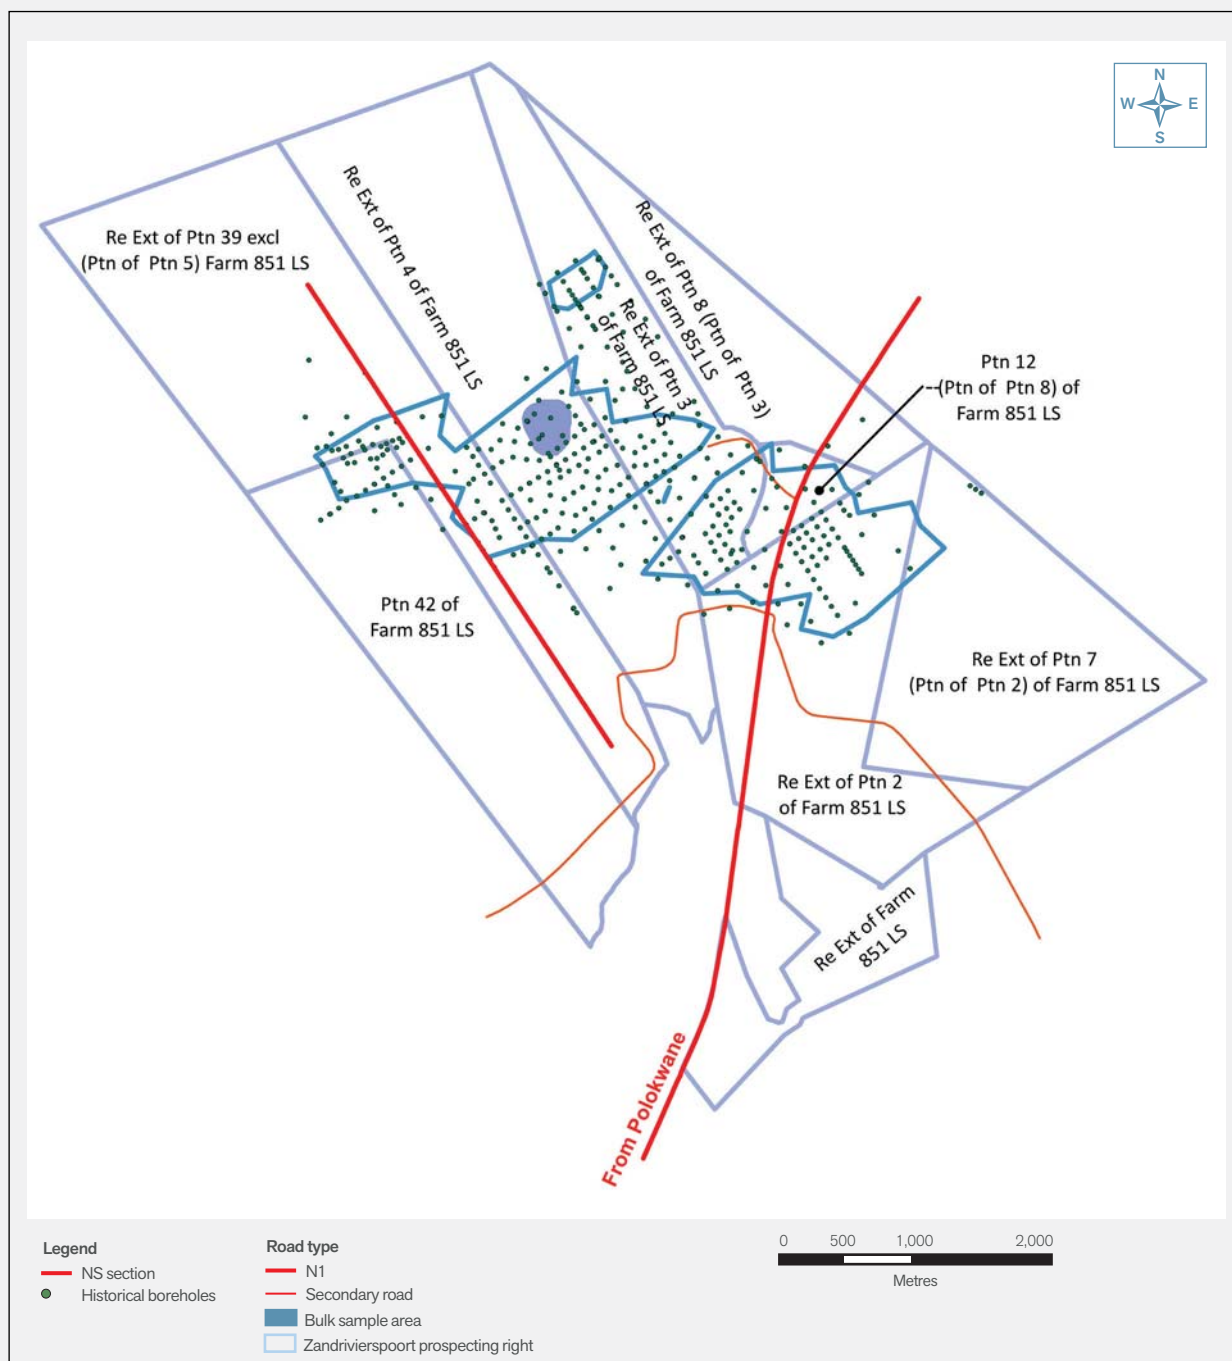 N
W E
S
Re Ext of Ptn 39 excl
(Ptn of Ptn 5) Farm 851 LS
Re Ext of Ptn 4 of Farm 851 LS
Re Ext of Ptn 8 (Ptn of Ptn 3)
of Farm 851 LS
Re Ext of Ptn 3
of Farm 851 LS
Ptn 12
(Ptn of Ptn 8) of
Farm 851 LS
Ptn 42 of
Farm 851 LS
Re Ext of Ptn 7
(Ptn of Ptn 2) of Farm 851 LS
Re Ext of Ptn 2
of Farm 851 LS
Re Ext of Farm
851 LS
From Polokwane
Legend
NS section
Historical boreholes
Road type
N1
Secondary road
Bulk sample area
Zandrivierspoort prospecting right
0 500 1,000 2,000
Metres